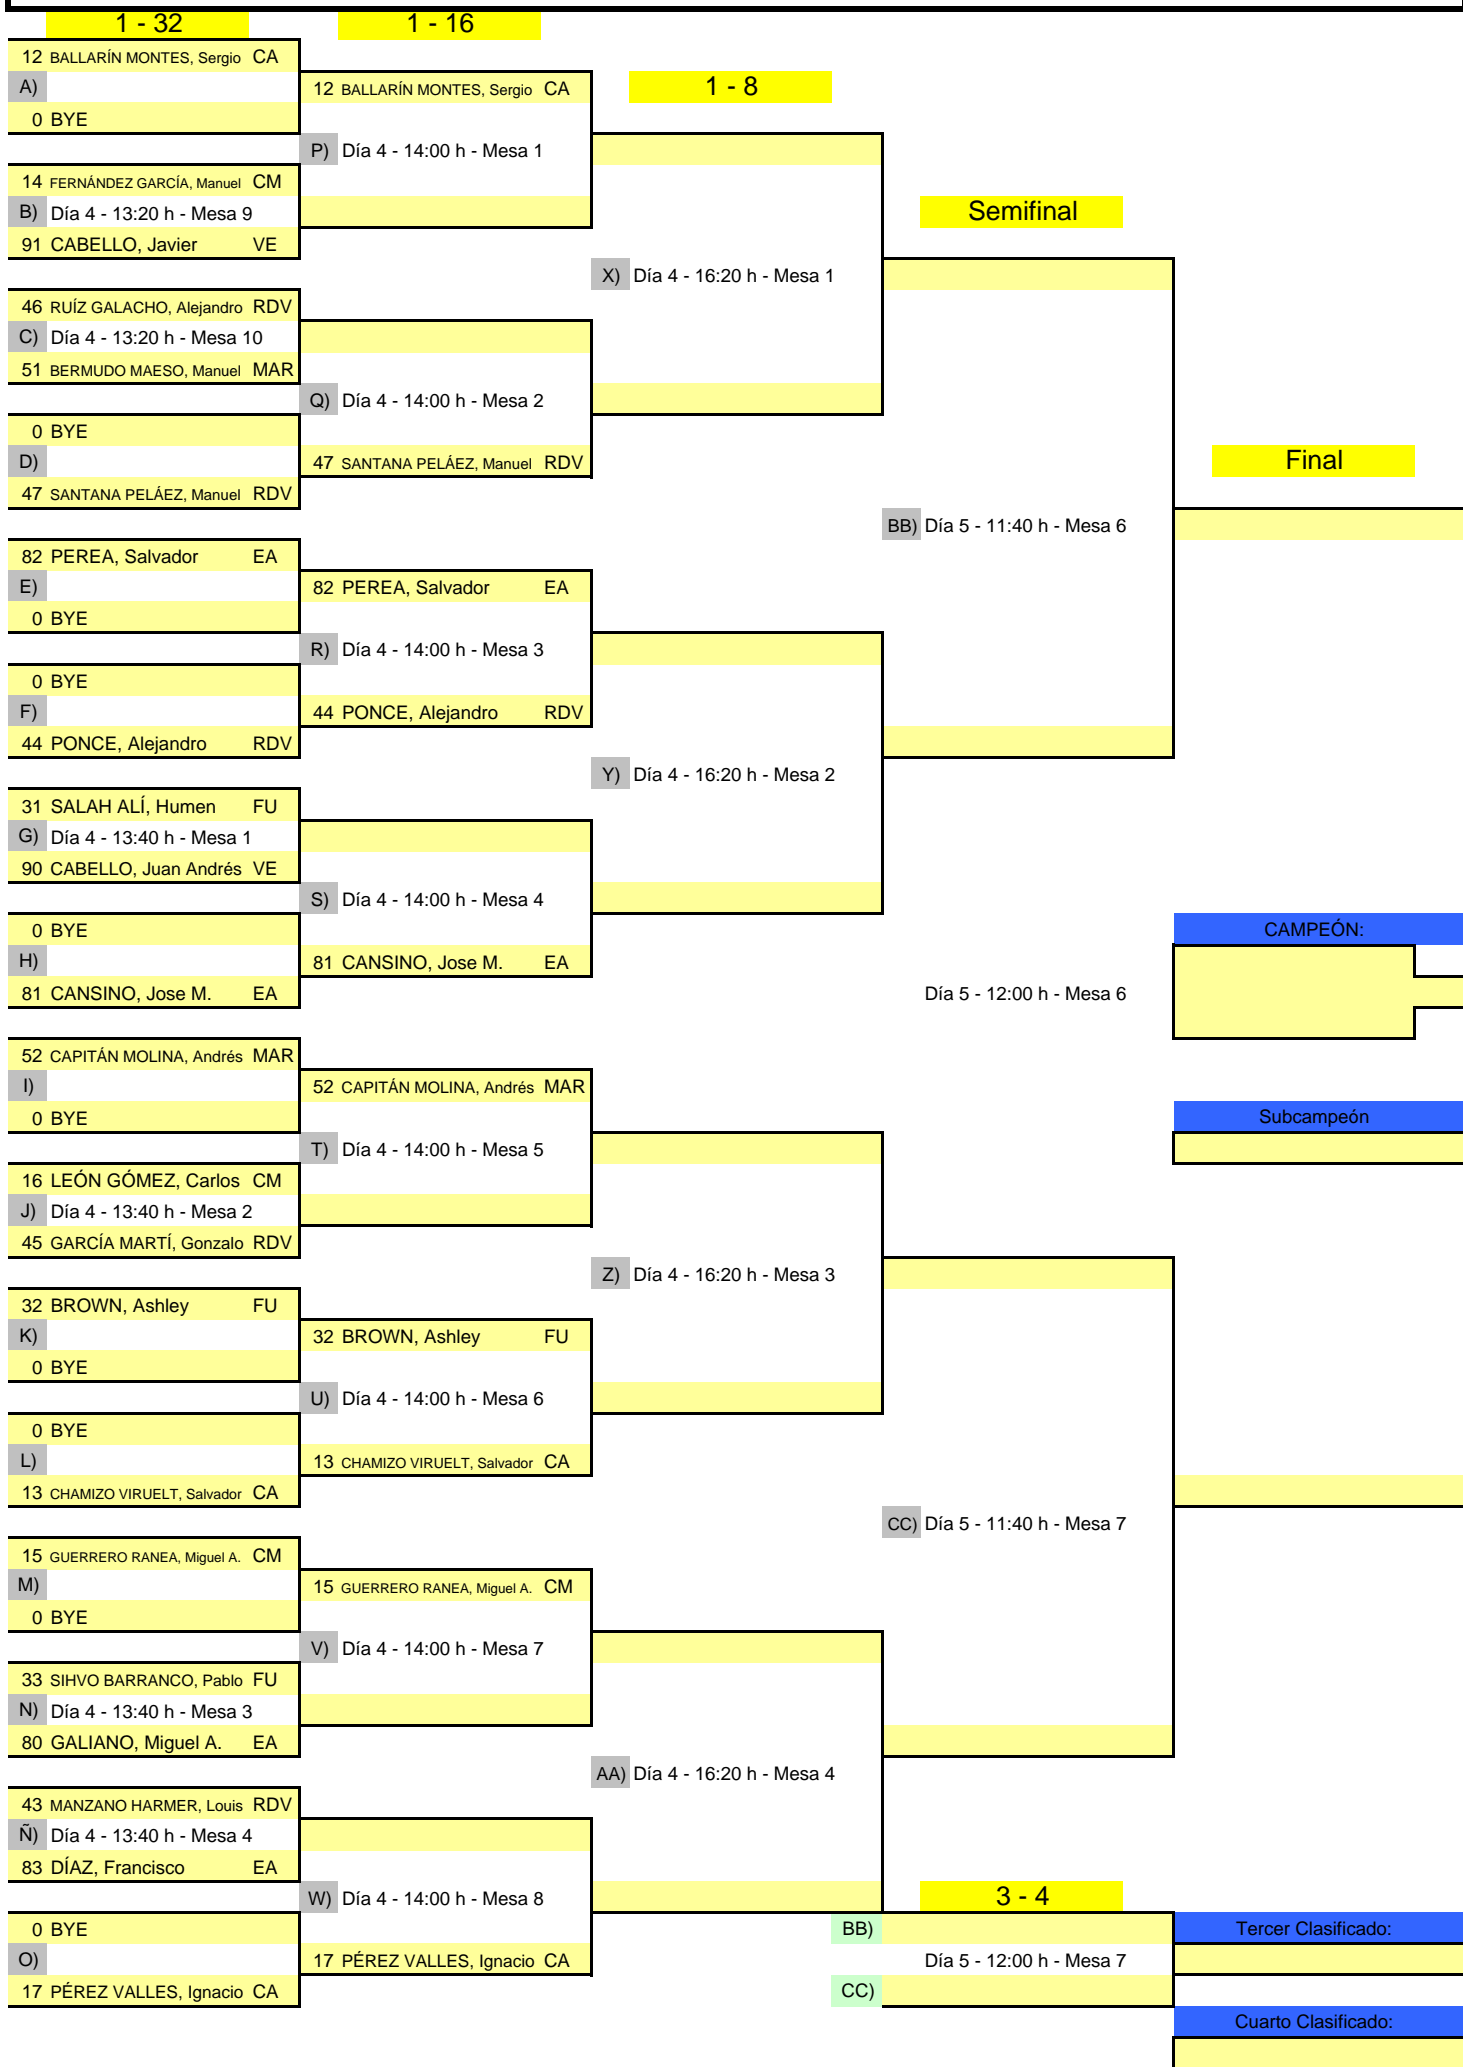 1 - 32
1 - 16
12 BALLARÍN MONTES, Sergio CA
A)
0 BYE
12 BALLARÍN MONTES, Sergio CA
1 - 8
P) Día 4 - 14:00 h - Mesa 1
14 FERNÁNDEZ GARCÍA, Manuel CM
B) Día 4 - 13:20 h - Mesa 9
91 CABELLO, Javier VE
Semifinal
X) Día 4 - 16:20 h - Mesa 1
46 RUÍZ GALACHO, Alejandro RDV
C) Día 4 - 13:20 h - Mesa 10
51 BERMUDO MAESO, Manuel MAR
Q) Día 4 - 14:00 h - Mesa 2
0 BYE
D)
47 SANTANA PELÁEZ, Manuel RDV
47 SANTANA PELÁEZ, Manuel RDV
Final
BB) Día 5 - 11:40 h - Mesa 6
82 PEREA, Salvador EA
E)
0 BYE
82 PEREA, Salvador EA
R) Día 4 - 14:00 h - Mesa 3
0 BYE
F)
44 PONCE, Alejandro RDV
44 PONCE, Alejandro RDV
Y) Día 4 - 16:20 h - Mesa 2
31 SALAH ALÍ, Humen FU
G) Día 4 - 13:40 h - Mesa 1
90 CABELLO, Juan Andrés VE
S) Día 4 - 14:00 h - Mesa 4
0 BYE
H)
81 CANSINO, Jose M. EA
81 CANSINO, Jose M. EA
CAMPEÓN:
Día 5 - 12:00 h - Mesa 6
52 CAPITÁN MOLINA, Andrés MAR
I)
0 BYE
52 CAPITÁN MOLINA, Andrés MAR
Subcampeón
T) Día 4 - 14:00 h - Mesa 5
16 LEÓN GÓMEZ, Carlos CM
J) Día 4 - 13:40 h - Mesa 2
45 GARCÍA MARTÍ, Gonzalo RDV
Z) Día 4 - 16:20 h - Mesa 3
32 BROWN, Ashley FU
K)
0 BYE
32 BROWN, Ashley FU
U) Día 4 - 14:00 h - Mesa 6
0 BYE
L)
13 CHAMIZO VIRUELT, Salvador CA
13 CHAMIZO VIRUELT, Salvador CA
CC) Día 5 - 11:40 h - Mesa 7
15 GUERRERO RANEA, Miguel A. CM
M)
0 BYE
15 GUERRERO RANEA, Miguel A. CM
V) Día 4 - 14:00 h - Mesa 7
33 SIHVO BARRANCO, Pablo FU
N) Día 4 - 13:40 h - Mesa 3
80 GALIANO, Miguel A. EA
AA) Día 4 - 16:20 h - Mesa 4
43 MANZANO HARMER, Louis RDV
Ñ) Día 4 - 13:40 h - Mesa 4
83 DÍAZ, Francisco EA
W) Día 4 - 14:00 h - Mesa 8
0 BYE
O)
17 PÉREZ VALLES, Ignacio CA
17 PÉREZ VALLES, Ignacio CA
3 - 4
BB)
Día 5 - 12:00 h - Mesa 7
CC)
Tercer Clasificado:
Cuarto Clasificado: